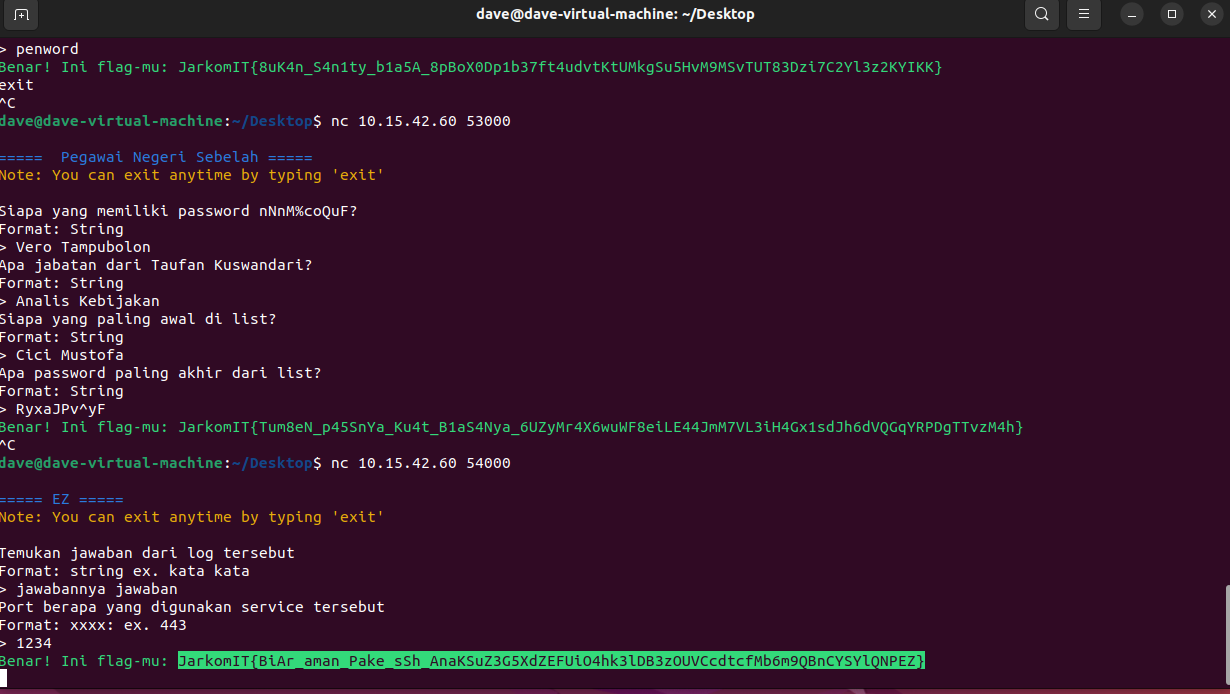 dave@dave-virtual-machine: ~/Desktop
> penword
Benar! Ini flag-mu: JarkomIT{8uK4n_S4n1ty_b1a5A_8pBoX0Dp1b37ft4udvtKtUMkgSu5HvM9MSvTUT83Dzi7C2Yl3z2KYIKK}
exit
^C
dave@dave-virtual-machine:~/Desktop$ nc 10.15.42.60 53000
===== Pegawai Negeri Sebelah =====
Note: You can exit anytime by typing 'exit'
Siapa yang memiliki password nNnM%coQuF?
Format: String
> Vero Tampubolon
Apa jabatan dari Taufan Kuswandari?
Format: String
> Analis Kebijakan
Siapa yang paling awal di list?
Format: String
> Cici Mustofa
Apa password paling akhir dari list?
Format: String
> RyxaJPv^yF
Benar! Ini flag-mu: JarkomIT{Tum8eN_p45SnYa_Ku4t_B1aS4Nya_6UZyMr4X6wuWF8eiLE44JmM7VL3iH4Gx1sdJh6dVQGqYRPDgTTvzM4h}
^C
dave@dave-virtual-machine:~/Desktop$ nc 10.15.42.60 54000
===== EZ =====
Note: You can exit anytime by typing 'exit'
Temukan jawaban dari log tersebut
Format: string ex. kata kata
> jawabannya jawaban
Port berapa yang digunakan service tersebut
Format: xxxx: ex. 443
> 1234
Benar! Ini flag-mu: JarkomIT{BiAr_aman_Pake_sSh_AnaKSuZ3G5XdZEFUiO4hk3lDB3zOUVCcdtcfMb6m9QBnCYSYlQNPEZ}